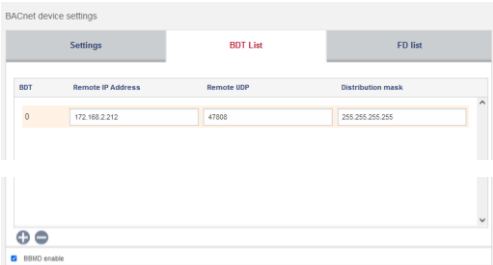 BACnet device settings
Settings BDT List FD list
BDT Remote IP Address Remote UDP Distribution mask
0 172.168.2.212 47808 255.255.255.255
BBMD enable